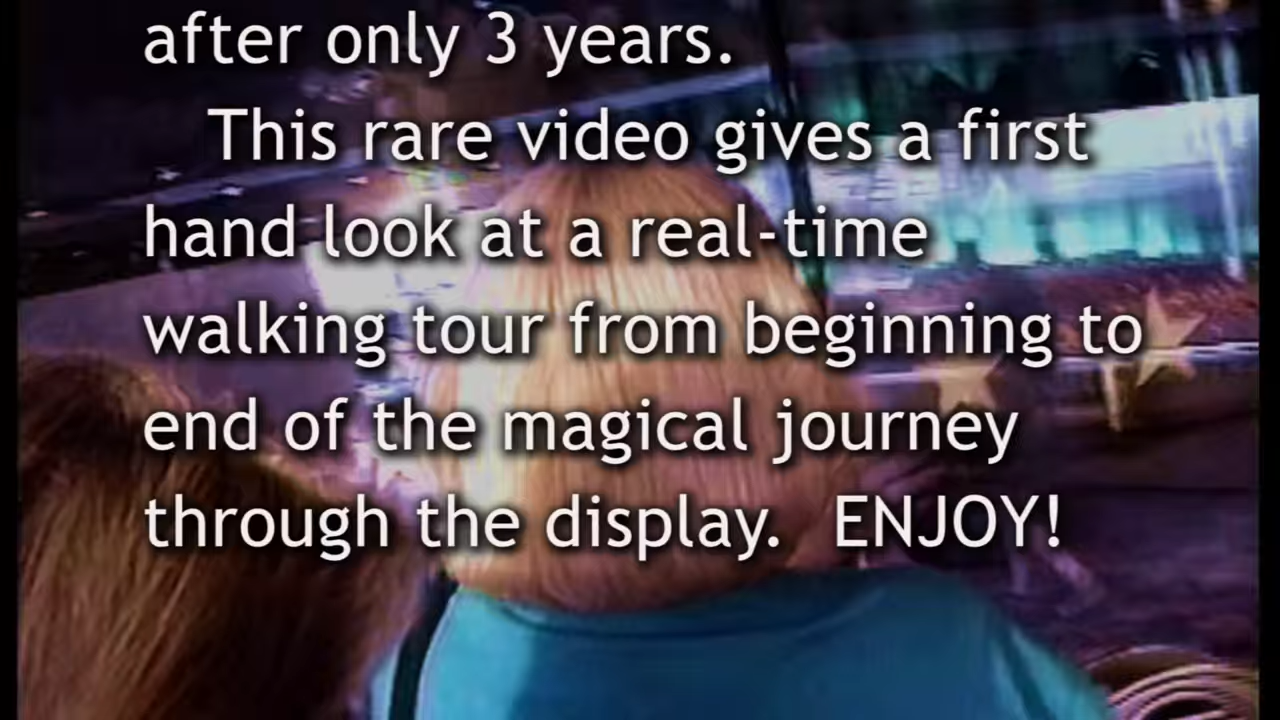 after only 3 years.
This rare video gives a first
hand look at a real-time
walking tour from beginning to
end of the magical journey
through the display.  ENJOY!